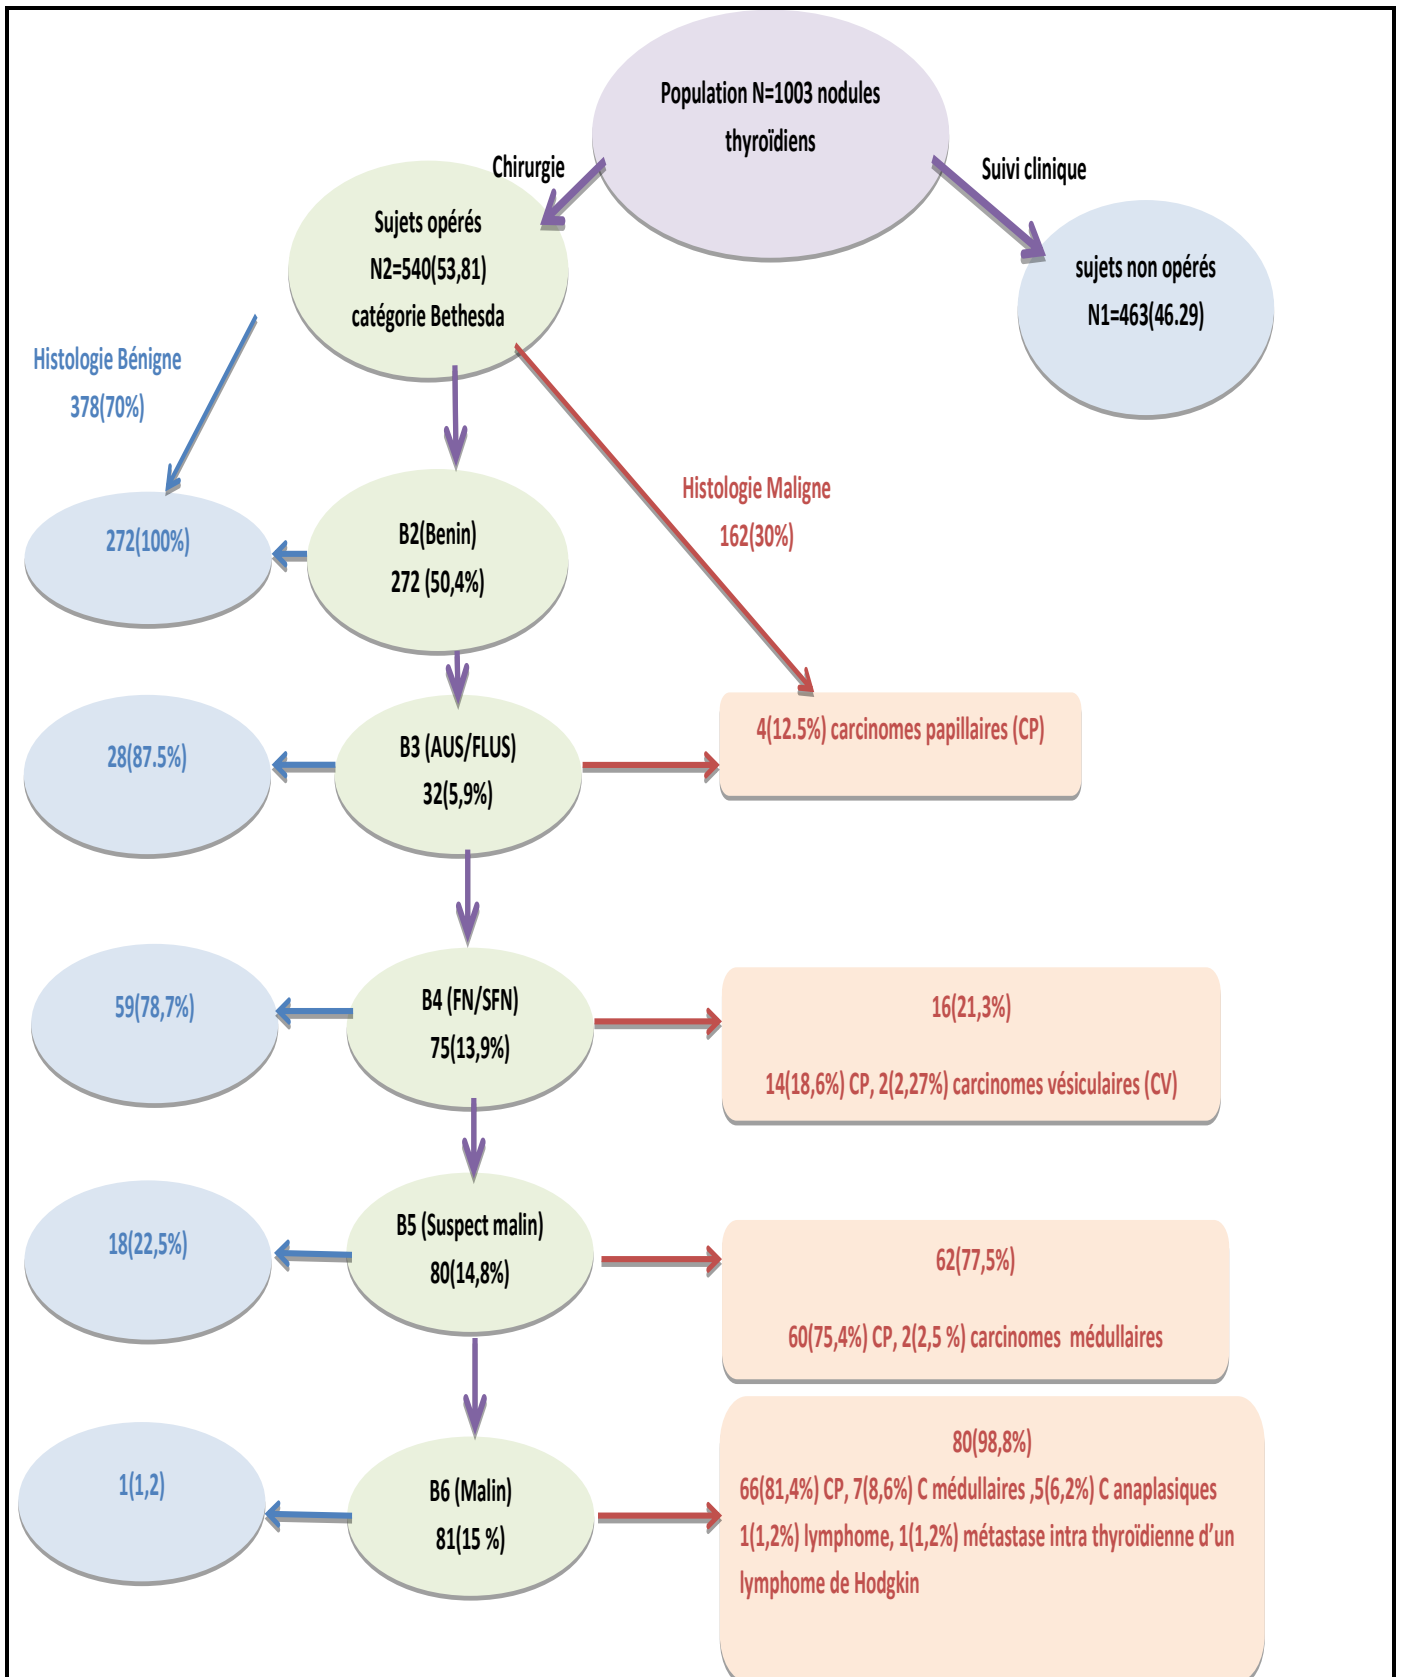 Population N=1003 nodules
thyroïdiens
Chirurgie
Suivi clinique
Sujets opérés
N2=540(53,81)
catégorie Bethesda
sujets non opérés
N1=463(46.29)
Histologie Bénigne
378(70%)
Histologie Maligne
162(30%)
272(100%)
B2(Benin)
272 (50,4%)
28(87.5%)
B3 (AUS/FLUS)
32(5,9%)
4(12.5%) carcinomes papillaires (CP)
59(78,7%)
B4 (FN/SFN)
75(13,9%)
16(21,3%)
14(18,6%) CP, 2(2,27%) carcinomes vésiculaires (CV)
18(22,5%)
B5 (Suspect malin)
80(14,8%)
62(77,5%)
60(75,4%) CP, 2(2,5 %) carcinomes médullaires
1(1,2)
B6 (Malin)
81(15 %)
80(98,8%)
66(81,4%) CP, 7(8,6%) C médullaires ,5(6,2%) C anaplasiques
1(1,2%) lymphome, 1(1,2%) métastase intra thyroïdienne d’un
lymphome de Hodgkin